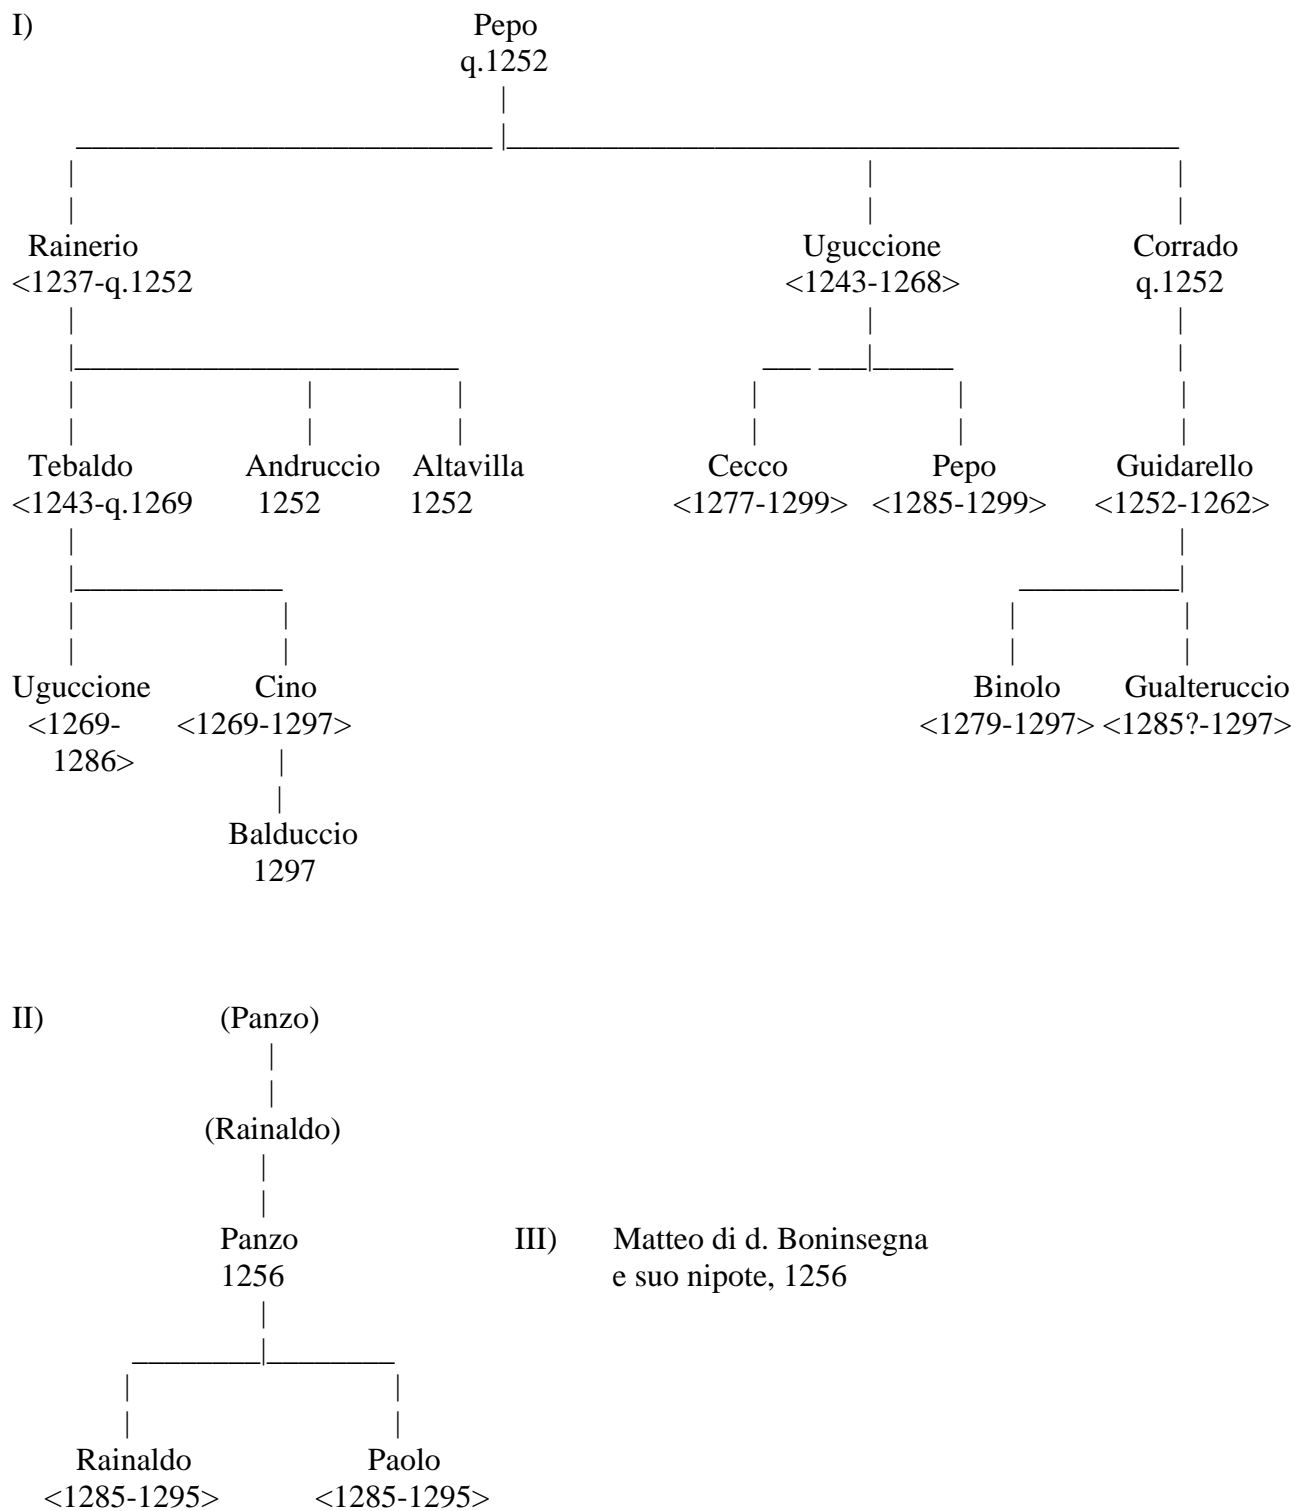 I) Pepo
q.1252
Rainerio Uguccione Corrado
<1237-q.1252 <1243-1268> q.1252
Tebaldo Andruccio Altavilla Cecco Pepo Guidarello
<1243-q.1269 1252 1252 <1277-1299> <1285-1299> <1252-1262>
Uguccione Cino Binolo Gualteruccio
<1269- <1269-1297> <1279-1297> <1285?-1297>
1286>
Balduccio
1297
II) (Panzo)
(Rainaldo)
Panzo III) Matteo di d. Boninsegna
1256 e suo nipote, 1256
Rainaldo Paolo
<1285-1295> <1285-1295>